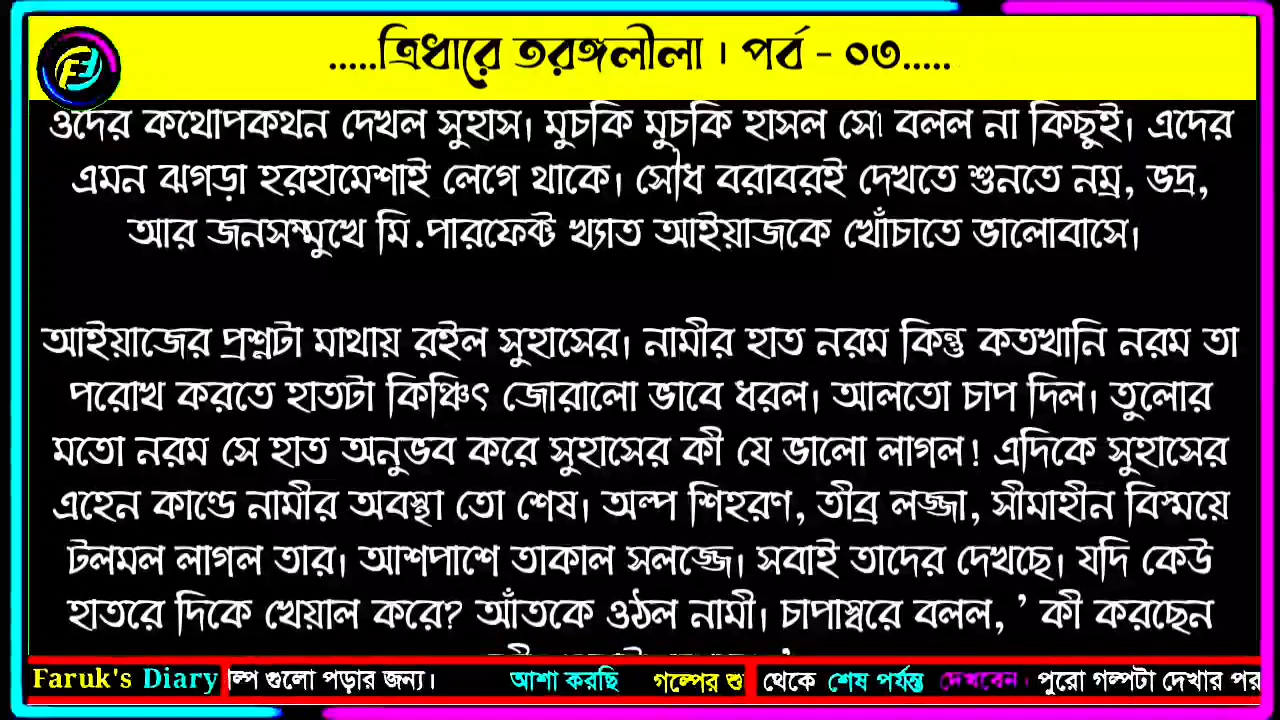 .....ত্রিধারে তরঙ্গলীলা । পর্ব - ০৩.....
ওদের কথোপকথন দেখল সুহাস। মুচকি মুচকি হাসল সে৷ বলল না কিছুই। এদের
এমন ঝগড়া হরহামেশাই লেগে থাকে। সৌধ বরাবরই দেখতে শুনতে নম্র, ভদ্র,
আর জনসম্মুখে মি.পারফেক্ট খ্যাত আইয়াজকে খোঁচাতে ভালোবাসে।
আইয়াজের প্রশ্নটা মাথায় রইল সুহাসের। নামীর হাত নরম কিন্তু কতখানি নরম তা
পরোখ করতে হাতটা কিঞ্চিৎ জোরালো ভাবে ধরল। আলতো চাপ দিল। তুলোর
মতো নরম সে হাত অনুভব করে সুহাসের কী যে ভালো লাগল! এদিকে সুহাসের
এহেন কাণ্ডে নামীর অবস্থা তো শেষ। অল্প শিহরণ, তীব্র লজ্জা, সীমাহীন বিস্ময়ে
টলমল লাগল তার। আশপাশে তাকাল সলজ্জে। সবাই তাদের দেখছে। যদি কেউ
হাতরে দিকে খেয়াল করে? আঁতকে ওঠল নামী। চাপাস্বরে বলল, ’ কী করছেন
Faruk's Diary ল্প গুলো পড়ার জন্য। আশা করছি গল্পের শু থেকে শেষ পর্যন্ত দেখবেন। পুরো গল্পটা দেখার পর